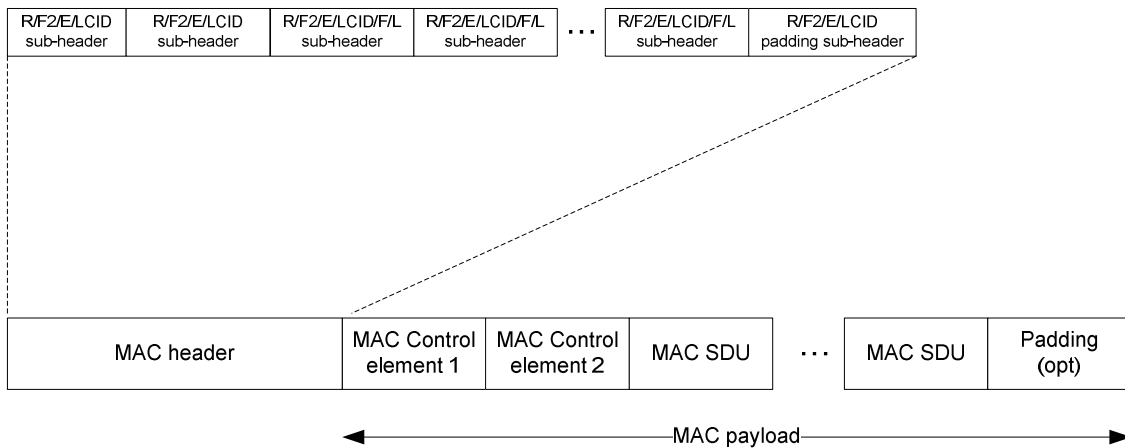 R/F2/E/LCID
sub-header
R/F2/E/LCID
sub-header
R/F2/E/LCID/F/L
sub-header
R/F2/E/LCID/F/L
sub-header
...
R/F2/E/LCID/F/L
sub-header
R/F2/E/LCID
padding sub-header
MAC header
MAC Control
element 1
MAC Control
element 2
MAC SDU
...
MAC SDU
Padding
(opt)
MAC payload